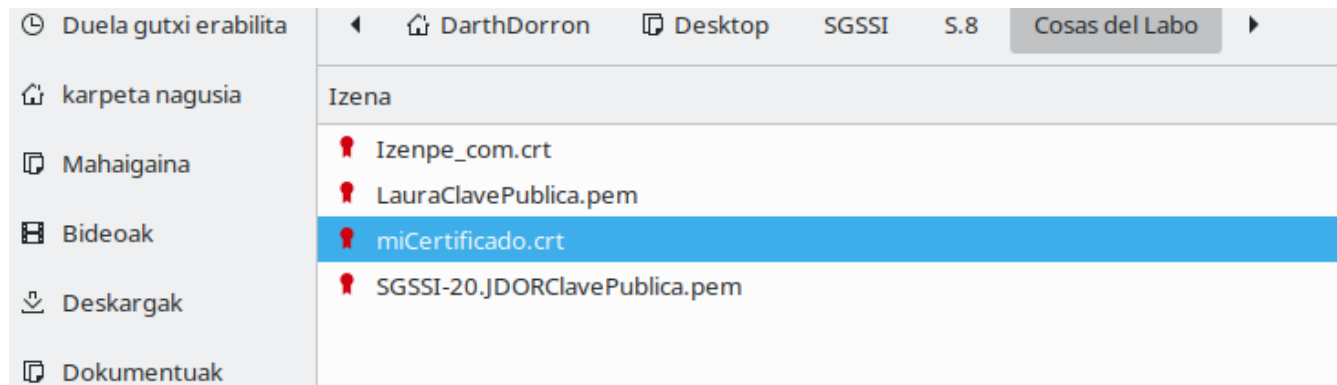 Duela gutxi erabilita
karpeta nagusia
Mahaigaina
Bideoak
Deskargak
Dokumentuak
DarthDorron Desktop SGSSI S.8 Cosas del Labo
Izena
Izenpe_com.crt
LauraClavePublica.pem
miCertificado.crt
SGSSI-20.JDORClavePublica.pem